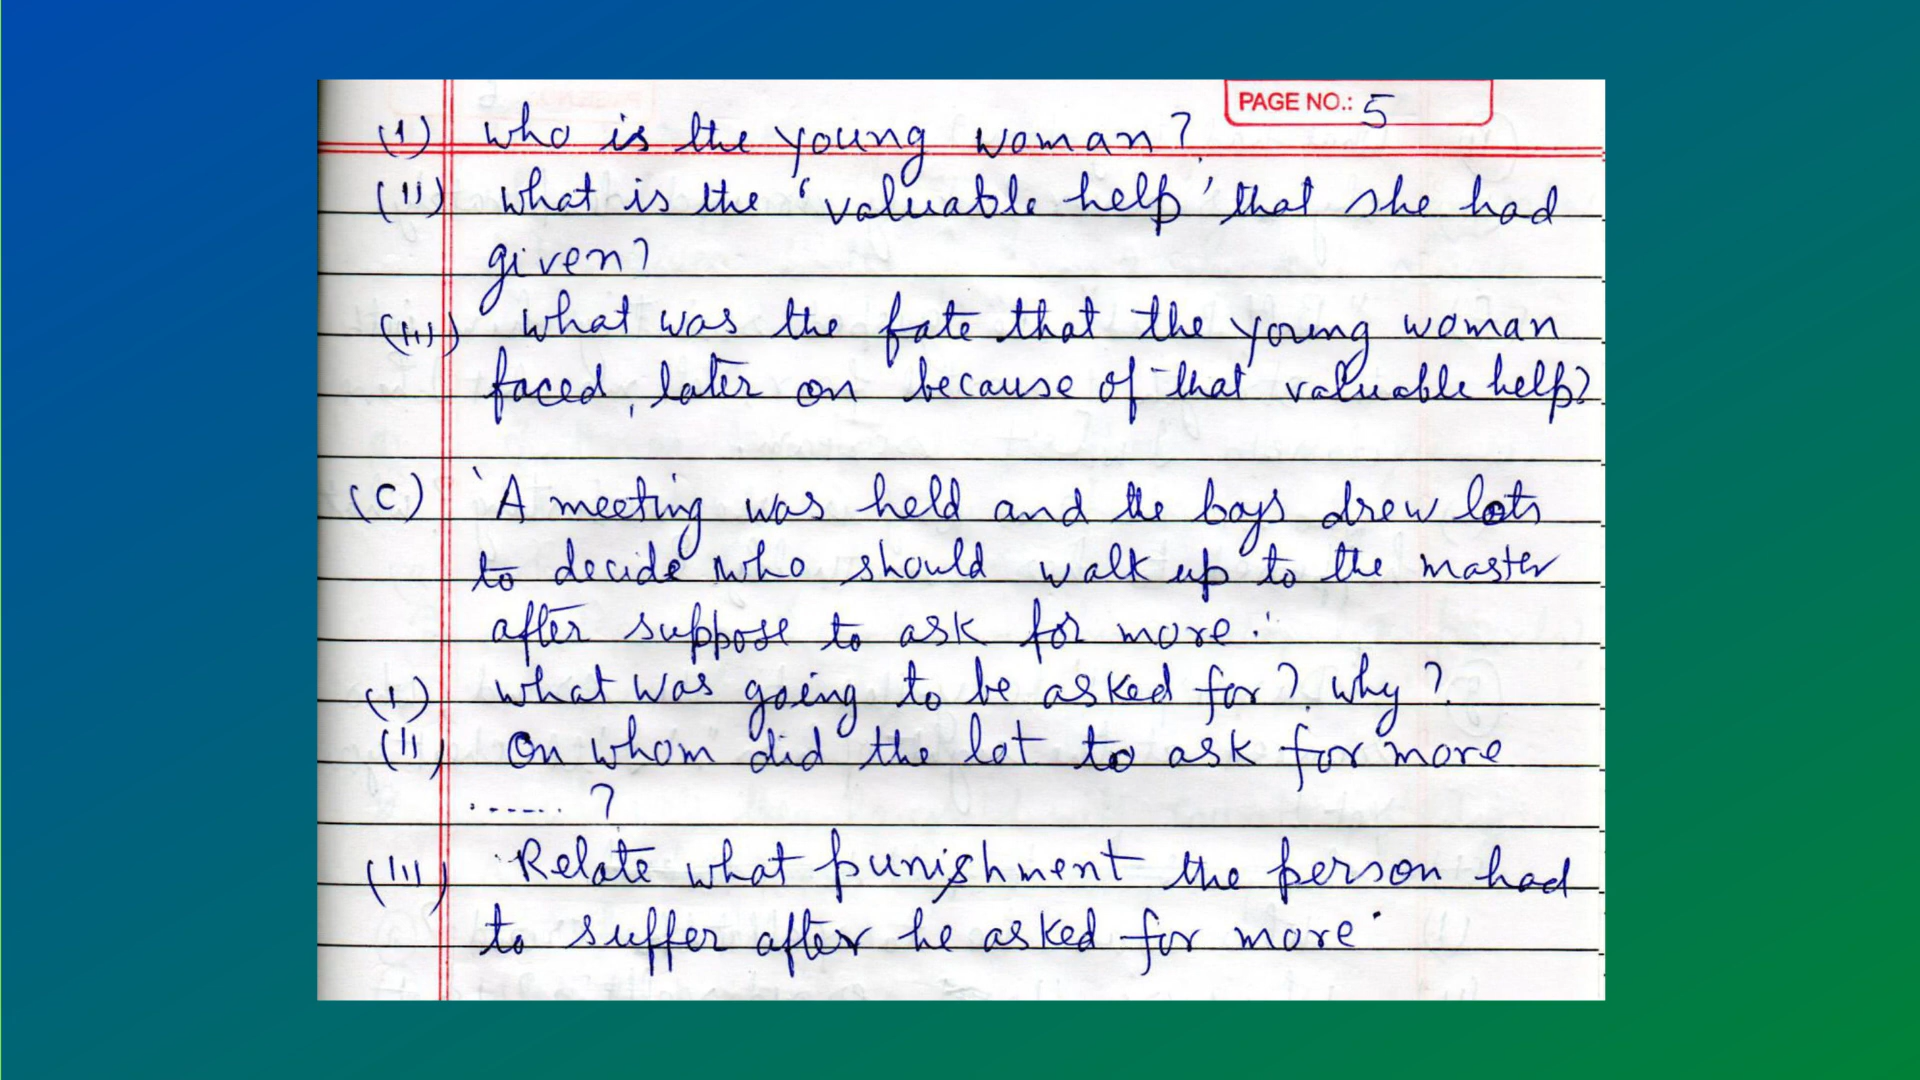 PAGE NO.: 5
(i) who is the young woman?
(ii) what is the 'valuable help' that she had
given?
(iii) what was the fate that the young woman
faced, later on because of that valuable help?
(c) 'A meeting was held and the boys drew lots
to decide who should walk up to the master
after suppose to ask for more.'
(i) what was going to be asked for? why?
(ii) On whom did the lot to ask for more
......?
(iii) Relate what punishment the person had
to suffer after he asked for more.